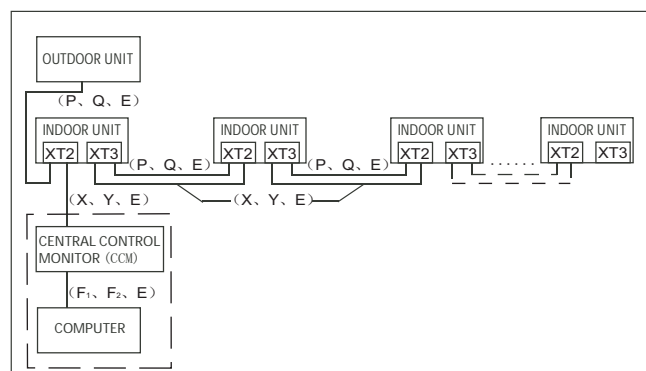 OUTDOOR UNIT
(P、Q、E)
INDOOR UNIT
XT2 XT3
(P、Q、E)
INDOOR UNIT
XT2 XT3
(P、Q、E)
INDOOR UNIT
XT2 XT3
......
INDOOR UNIT
XT2 XT3
(X、Y、E)
(X、Y、E)
CENTRAL CONTROL
MONITOR (CCM)
(F₁、F₂、E)
COMPUTER